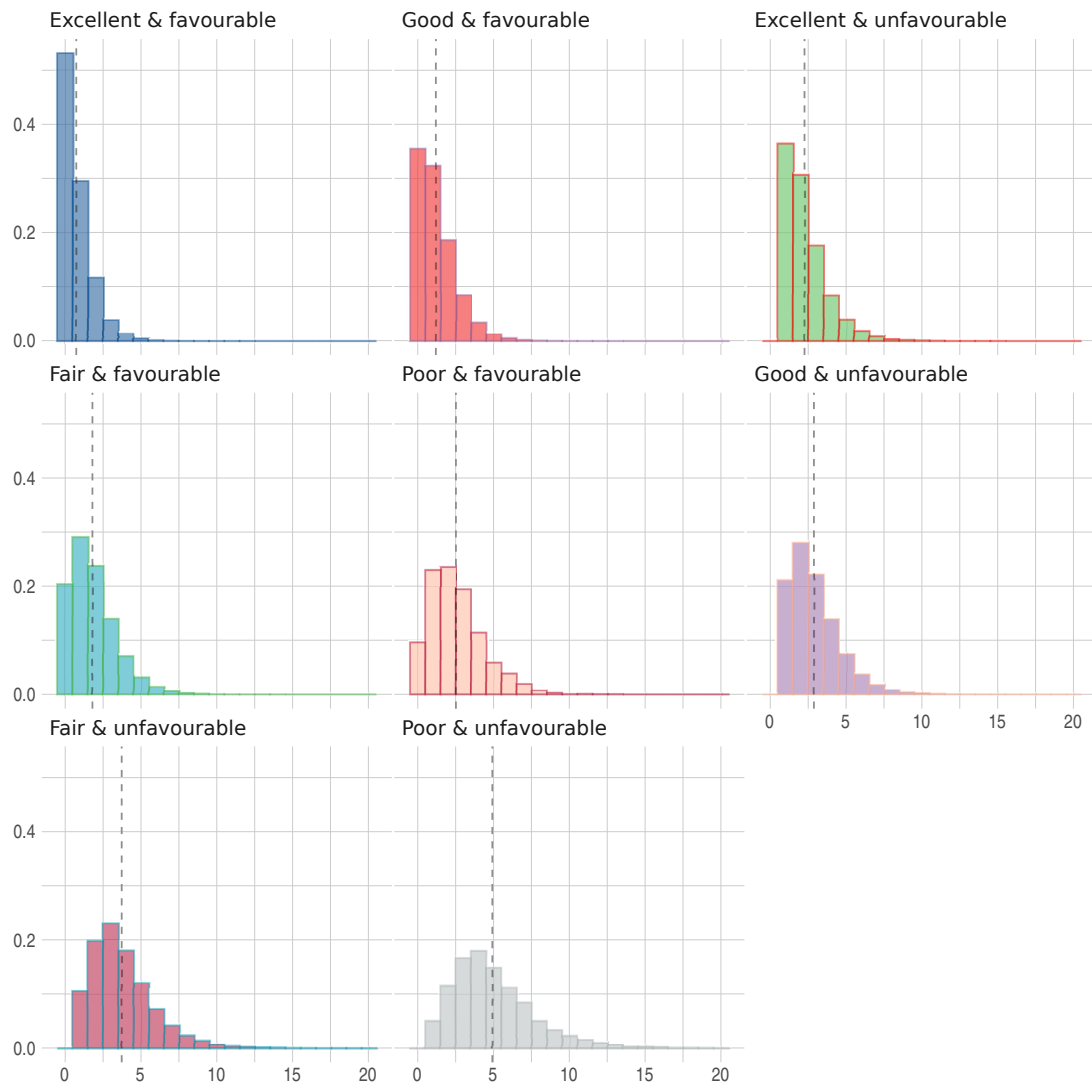 Excellent & favourable
Good & favourable
Excellent & unfavourable
0.4
0.2
0.0
Fair & favourable
Poor & favourable
Good & unfavourable
0.4
0.2
0.0
0 5 10 15 20
Fair & unfavourable
Poor & unfavourable
0.4
0.2
0.0
0 5 10 15 20
0 5 10 15 20